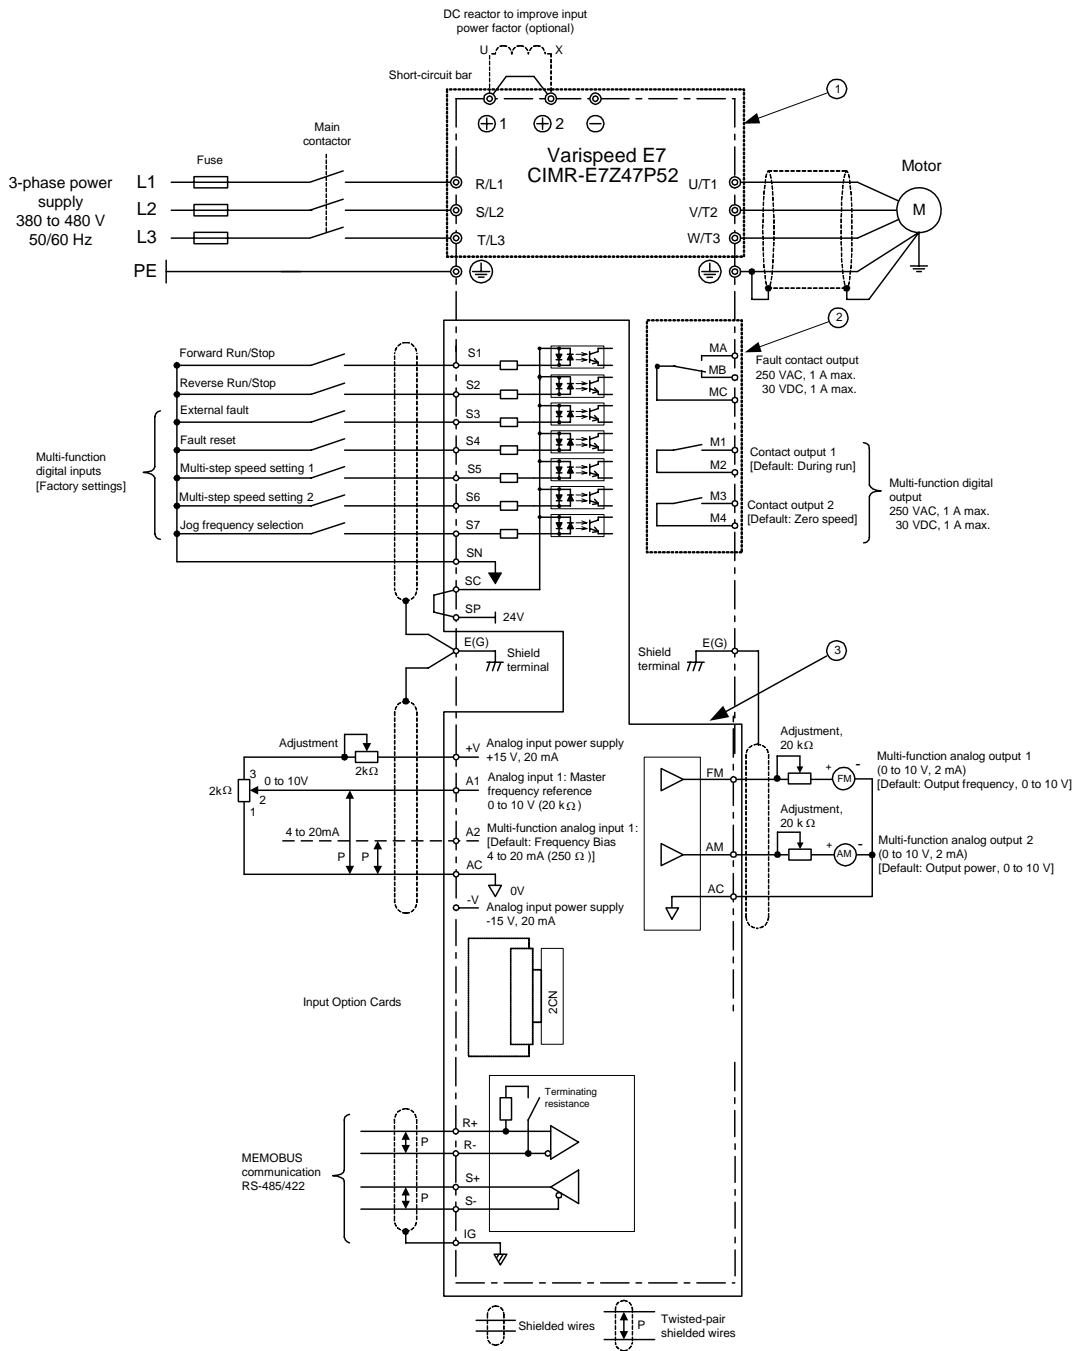 DC reactor to improve input
power factor (optional)
U
X
Short-circuit bar
1
1
2
Main
contactor
Varispeed E7
CIMR-E7Z47P52
Fuse
Motor
3-phase power
supply
380 to 480 V
50/60 Hz
L1
R/L1
U/T1
L2
S/L2
V/T2
M
L3
T/L3
W/T3
PE
2
Forward Run/Stop
S1
MA
Fault contact output
250 VAC, 1 A max.
30 VDC, 1 A max.
Reverse Run/Stop
S2
MB
MC
External fault
S3
Fault reset
S4
M1
Contact output 1
[Default: During run]
Multi-function
digital inputs
[Factory settings]
Multi-step speed setting 1
S5
M2
Multi-function digital
output
250 VAC, 1 A max.
30 VDC, 1 A max.
Multi-step speed setting 2
S6
M3
Contact output 2
[Default: Zero speed]
Jog frequency selection
S7
M4
SN
SC
SP
24V
E(G)
Shield
terminal
Shield
terminal
E(G)
3
Adjustment
2kΩ
+V
Analog input power supply
+15 V, 20 mA
Adjustment,
20 kΩ
FM
+
FM
-
Multi-function analog output 1
(0 to 10 V, 2 mA)
[Default: Output frequency, 0 to 10 V]
2kΩ
3
2
1
0 to 10V
A1
Analog input 1: Master
frequency reference
0 to 10 V (20 kΩ)
4 to 20mA
P
P
A2
Multi-function analog input 1:
[Default: Frequency Bias
4 to 20 mA (250 Ω)]
Adjustment,
20 kΩ
AM
+
AM
-
Multi-function analog output 2
(0 to 10 V, 2 mA)
[Default: Output power, 0 to 10 V]
AC
0V
AC
-V
Analog input power supply
-15 V, 20 mA
Input Option Cards
2CN
Terminating
resistance
MEMOBUS
communication
RS-485/422
P
R+
R-
P
S+
S-
IG
Shielded wires
P
Twisted-pair
shielded wires